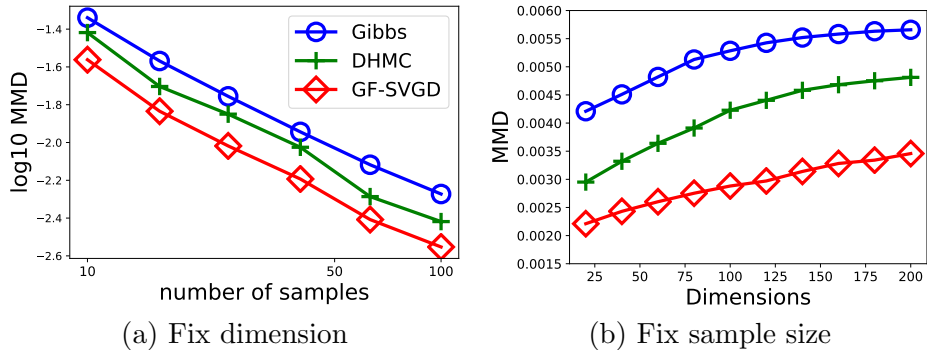 log10 MMD
−1.4
−1.6
−1.8
−2.0
−2.2
−2.4
−2.6
Gibbs
DHMC
GF-SVGD
10
50
100
number of samples
(a) Fix dimension
MMD
0.0060
0.0055
0.0050
0.0045
0.0040
0.0035
0.0030
0.0025
0.0020
0.0015
25 50 75 100 125 150 175 200
Dimensions
(b) Fix sample size